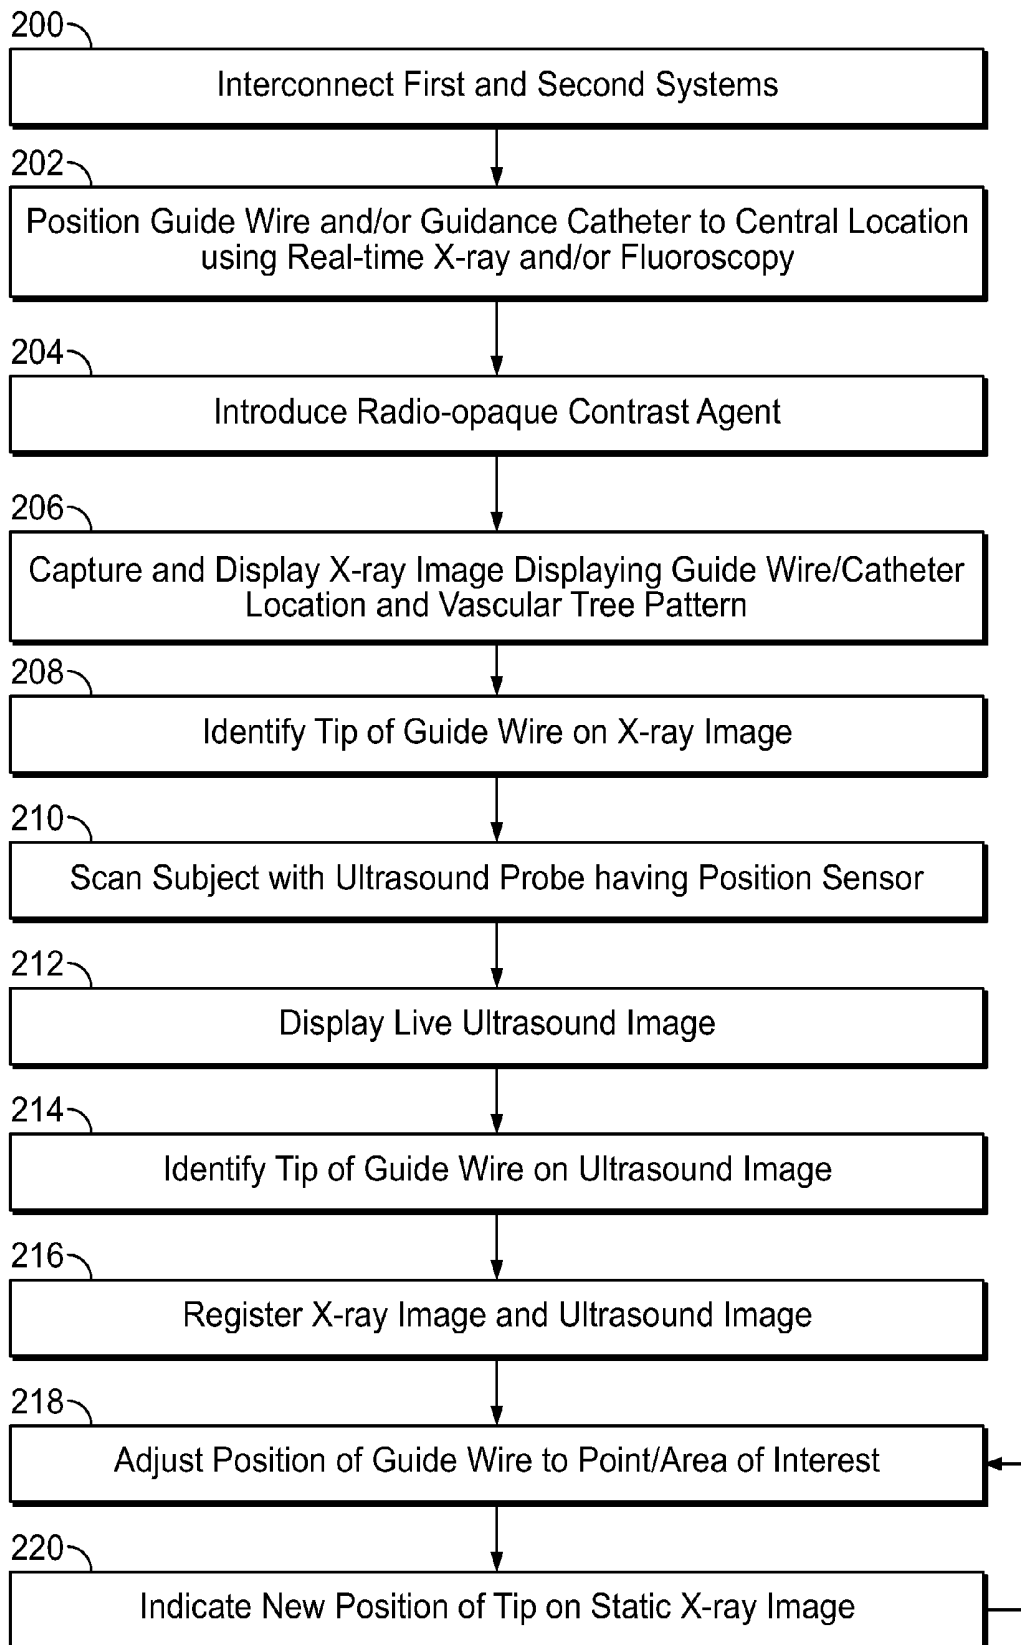 200
Interconnect First and Second Systems
202
Position Guide Wire and/or Guidance Catheter to Central Location
using Real-time X-ray and/or Fluoroscopy
204
Introduce Radio-opaque Contrast Agent
206
Capture and Display X-ray Image Displaying Guide Wire/Catheter
Location and Vascular Tree Pattern
208
Identify Tip of Guide Wire on X-ray Image
210
Scan Subject with Ultrasound Probe having Position Sensor
212
Display Live Ultrasound Image
214
Identify Tip of Guide Wire on Ultrasound Image
216
Register X-ray Image and Ultrasound Image
218
Adjust Position of Guide Wire to Point/Area of Interest
220
Indicate New Position of Tip on Static X-ray Image